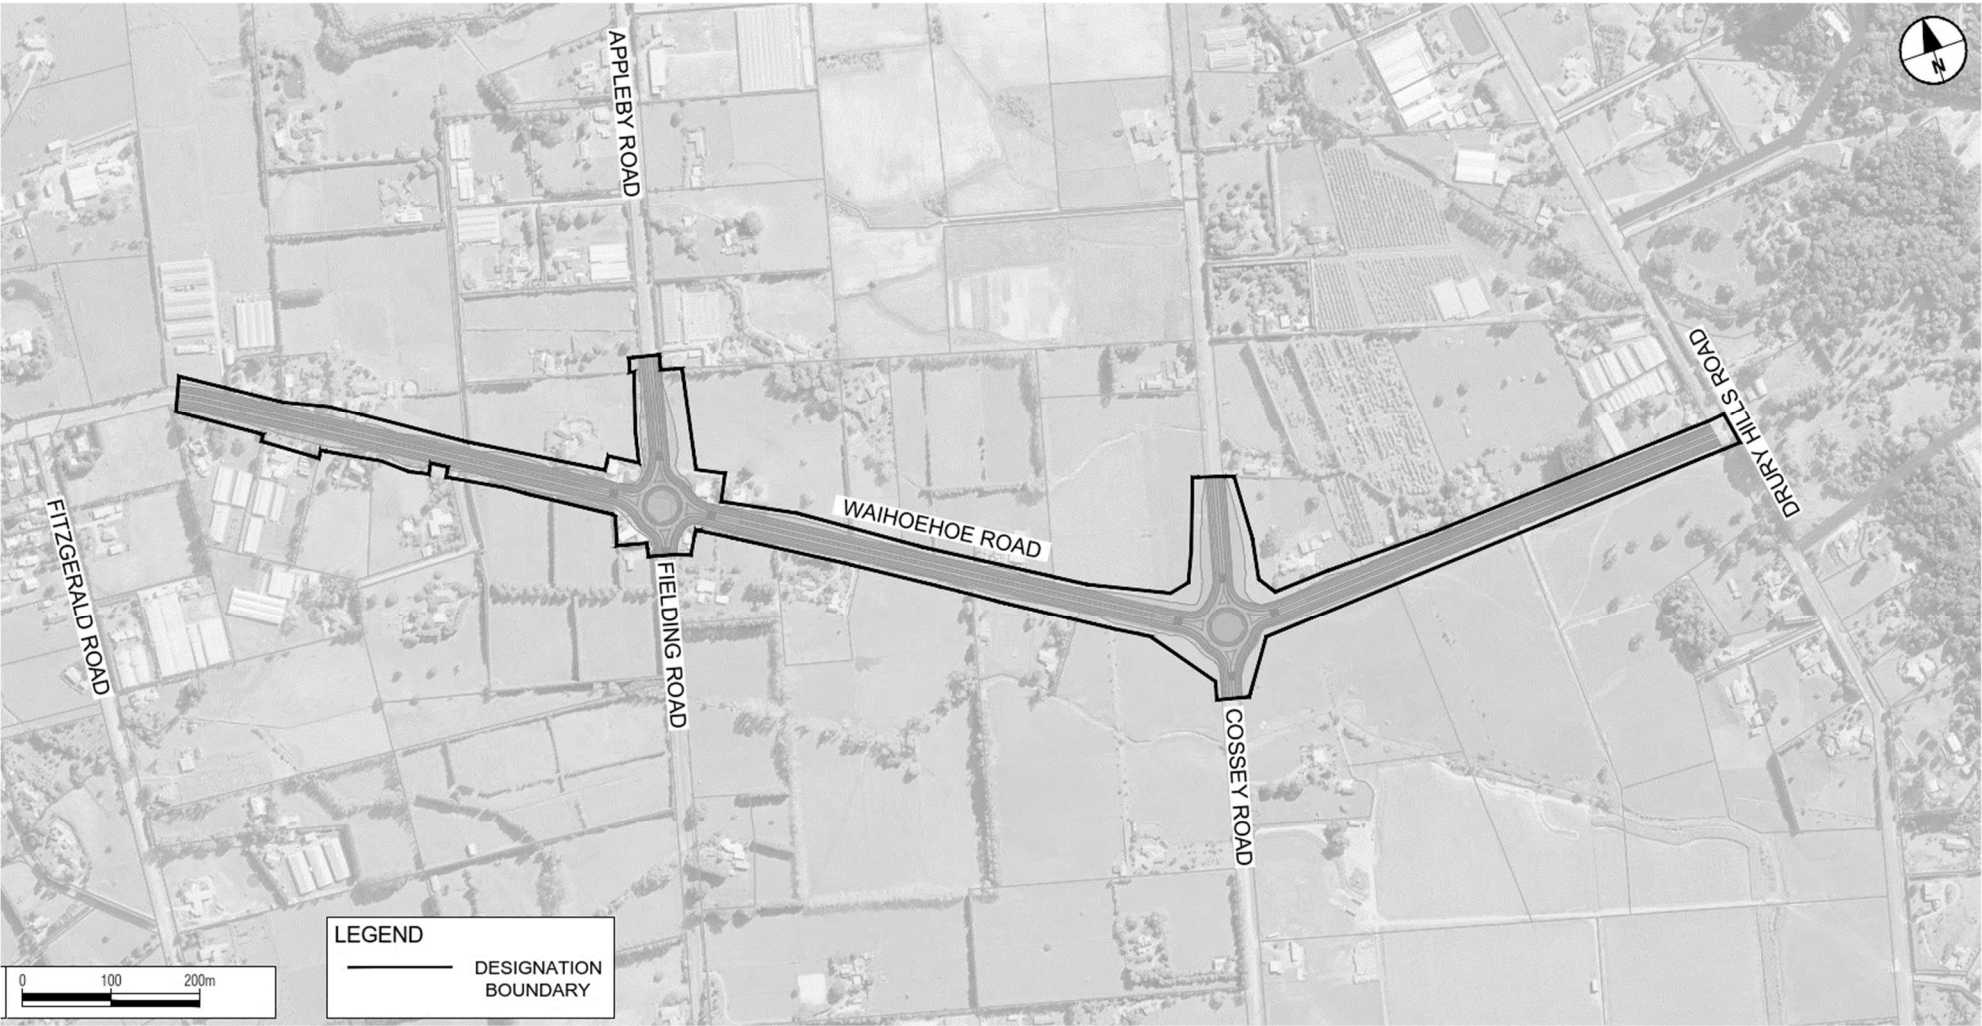 APPLEBY ROAD
N
DRURY HILLS ROAD
WAIHOEHOE ROAD
FITZGERALD ROAD
FIELDING ROAD
COSSEY ROAD
LEGEND
DESIGNATION
BOUNDARY
0 100 200m